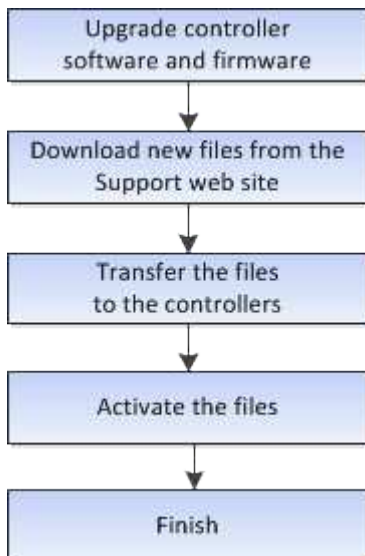 Upgrade controller
software and firmware
Download new files from the
Support web site
Transfer the files
to the controllers
Activate the files
Finish